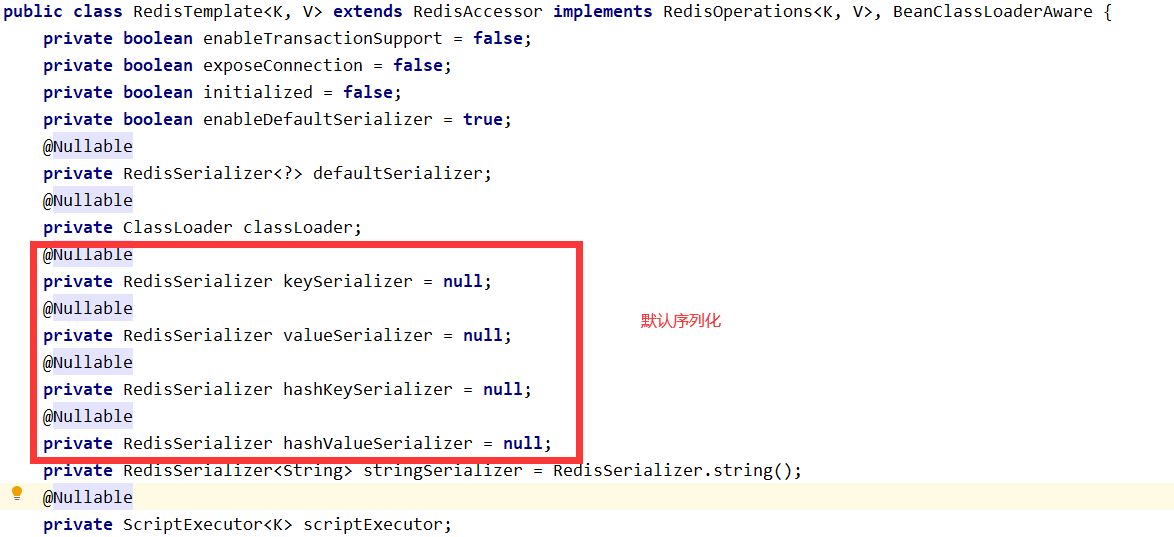 public class RedisTemplate<K, V> extends RedisAccessor implements RedisOperations<K, V>, BeanClassLoaderAware {
private boolean enableTransactionSupport = false;
private boolean exposeConnection = false;
private boolean initialized = false;
private boolean enableDefaultSerializer = true;
@Nullable
private RedisSerializer<?> defaultSerializer;
@Nullable
private ClassLoader classLoader;
@Nullable
private RedisSerializer keySerializer = null;
@Nullable
private RedisSerializer valueSerializer = null;
默认序列化
@Nullable
private RedisSerializer hashKeySerializer = null;
@Nullable
private RedisSerializer hashValueSerializer = null;
private RedisSerializer<String> stringSerializer = RedisSerializer.string();
@Nullable
private ScriptExecutor<K> scriptExecutor;